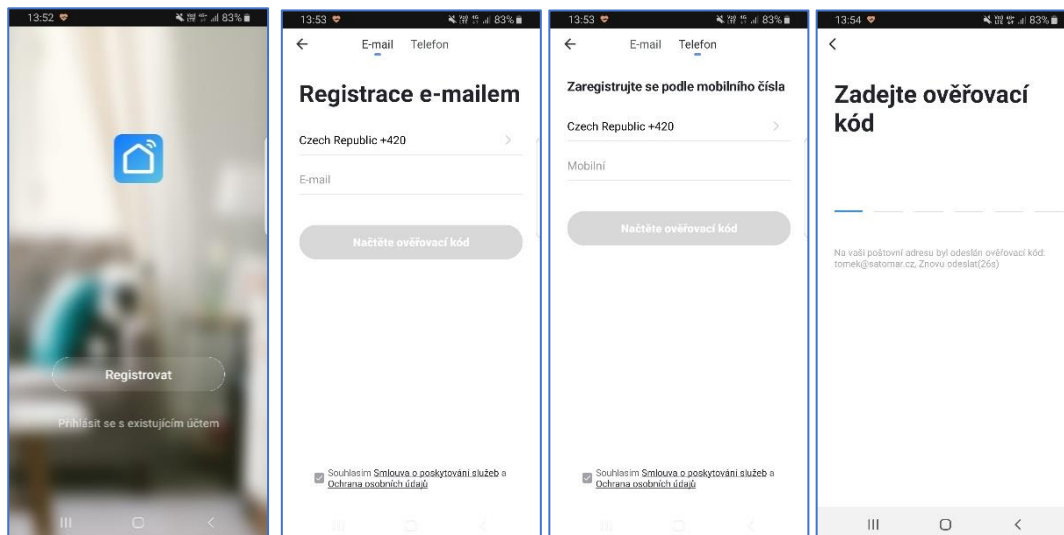 13:52
83%
Registrovat
Přihlásit se s existujícím účtem
13:53
83%
E-mail Telefon
Registrace e-mailem
Czech Republic +420
E-mail
Načtěte ověřovací kód
Souhlasím Smlouva o poskytování služeb a
Ochrana osobních údajů
13:53
83%
E-mail Telefon
Zaregistrujte se podle mobilního čísla
Czech Republic +420
Mobilní
Načtěte ověřovací kód
Souhlasím Smlouva o poskytování služeb a
Ochrana osobních údajů
13:54
83%
Zadejte ověřovací
kód
Na vaši poštovní adresu byl odeslán ověřovací kód:
tomek@satomar.cz, Znovu odeslat(26s)